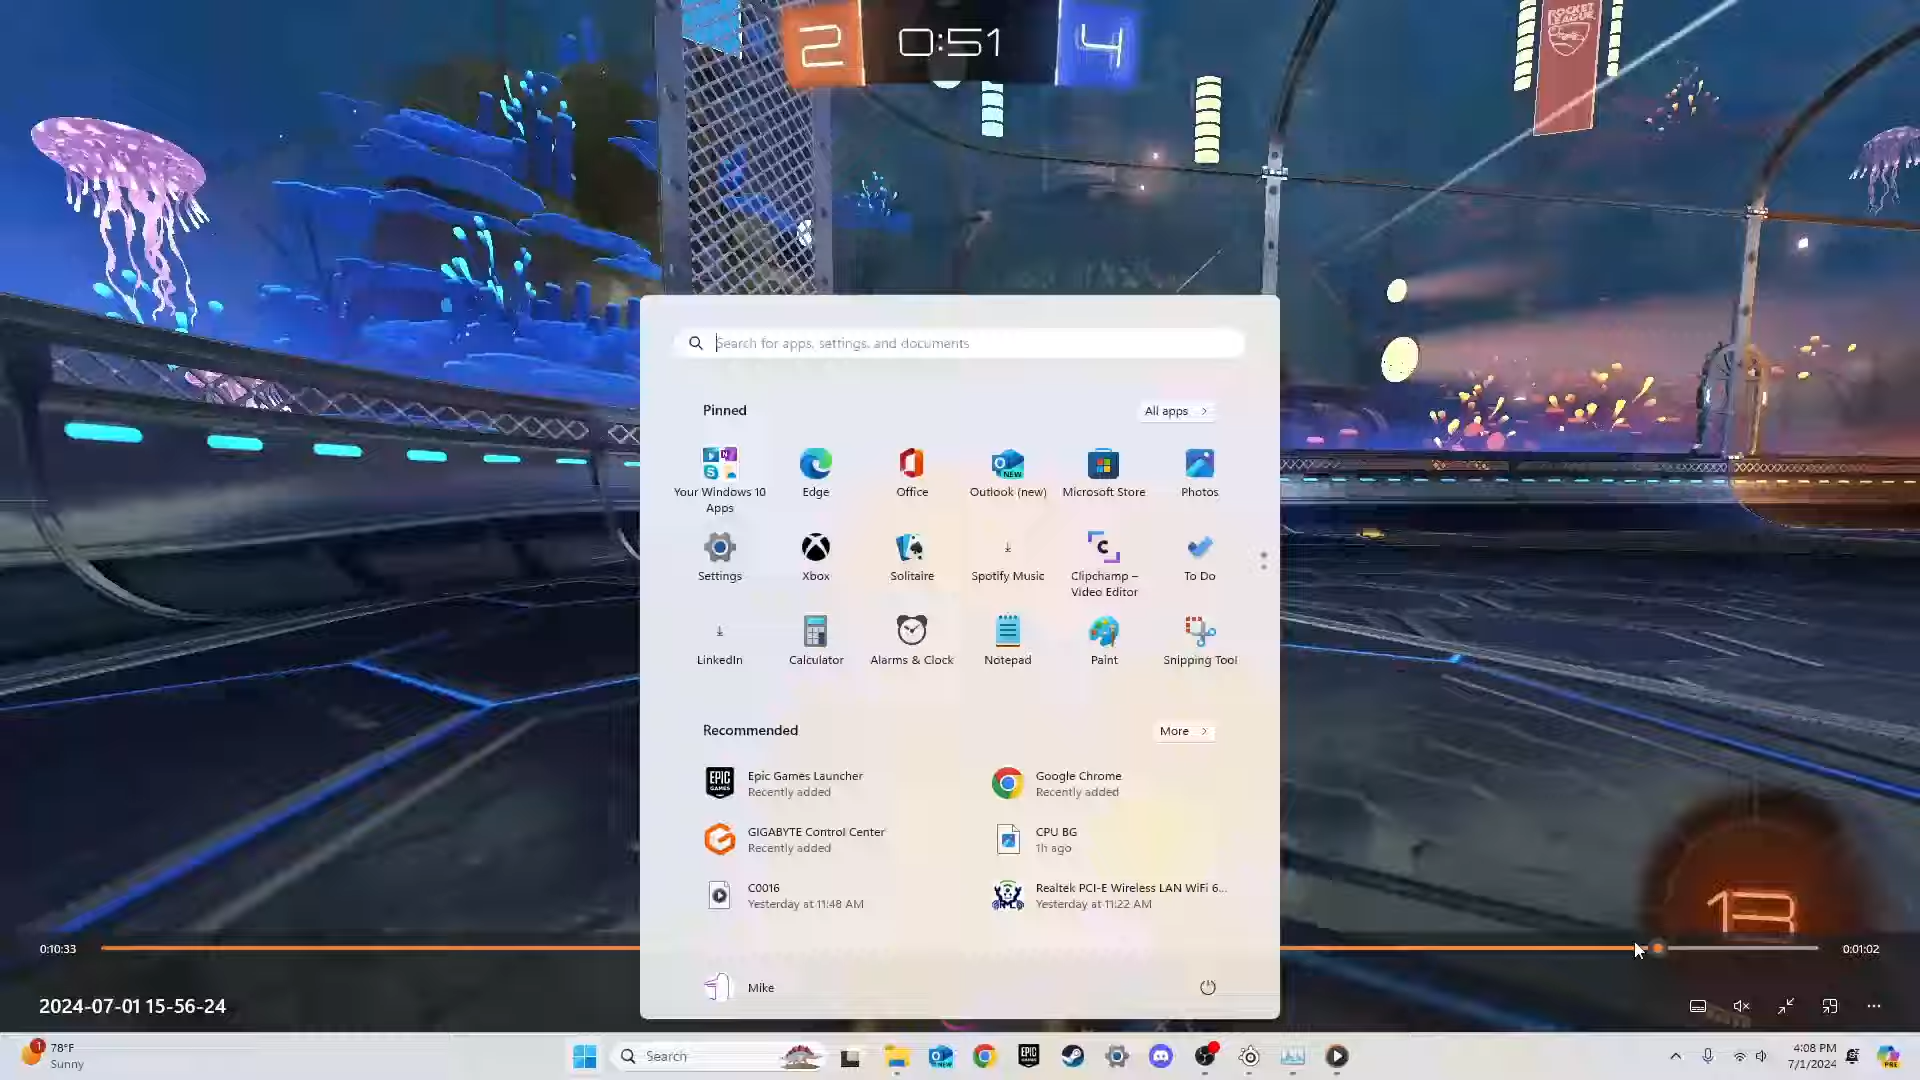 2 0:51 4
ROCKET
LEAGUE
Search for apps, settings, and documents
Pinned
All apps
Your Windows 10
Apps
Edge
Office
Outlook (new)
Microsoft Store
Photos
Settings
Xbox
Solitaire
Spotify Music
Clipchamp –
Video Editor
To Do
LinkedIn
Calculator
Alarms & Clock
Notepad
Paint
Snipping Tool
Recommended
More
Epic Games Launcher
Recently added
Google Chrome
Recently added
GIGABYTE Control Center
Recently added
CPU BG
1h ago
C0016
Yesterday at 11:48 AM
Realtek PCI-E Wireless LAN WiFi 6...
Yesterday at 11:22 AM
13
0:10:33
0:01:02
Mike
2024-07-01 15-56-24
78°F
Sunny
Search
4:08 PM
7/1/2024